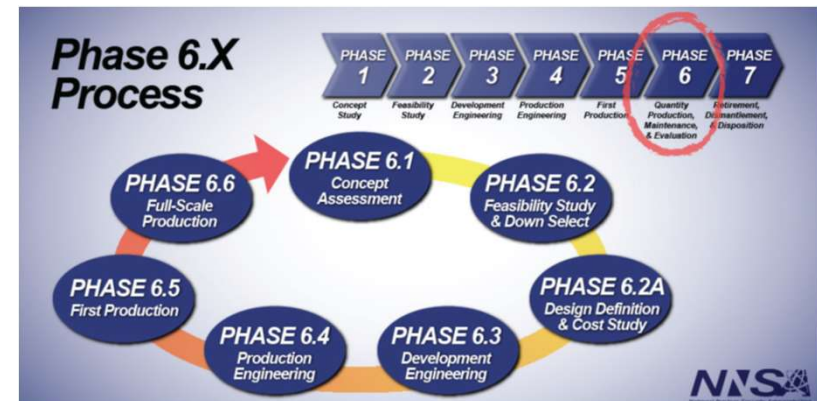 Phase 6.X
Process
PHASE
1
PHASE
2
PHASE
3
PHASE
4
PHASE
5
PHASE
6
PHASE
7
Concept
Study
Feasibility
Study
Development
Engineering
Production
Engineering
First
Production
Quantity
Production,
Maintenance,
& Evaluation
Retirement,
Dismantlement,
& Disposition
PHASE 6.1
Concept
Assessment
PHASE 6.2
Feasibility Study
& Down Select
PHASE 6.2A
Design Definition
& Cost Study
PHASE 6.3
Development
Engineering
PHASE 6.4
Production
Engineering
PHASE 6.5
First Production
PHASE 6.6
Full-Scale
Production
NNSA